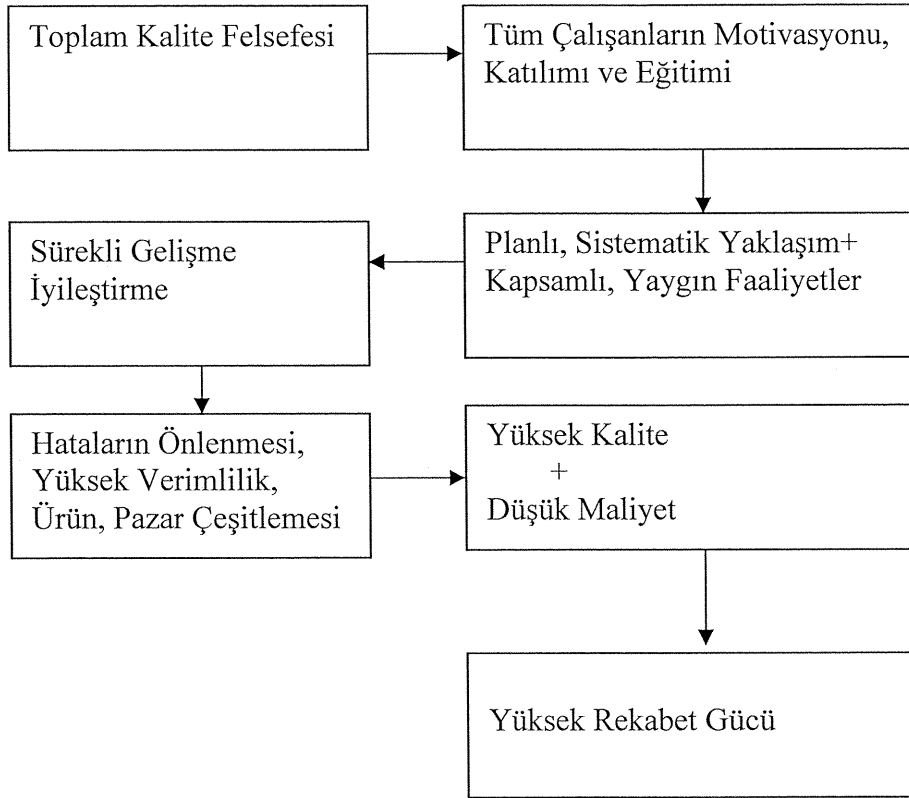 Toplam Kalite Felsefesi
Tüm Çalışanların Motivasyonu,
Katılımı ve Eğitimi
Planlı, Sistematik Yaklaşım+
Kapsamlı, Yaygın Faaliyetler
Sürekli Gelişme
İyileştirme
Hataların Önlenmesi,
Yüksek Verimlilik,
Ürün, Pazar Çeşitlemesi
Yüksek Kalite
+
Düşük Maliyet
Yüksek Rekabet Gücü